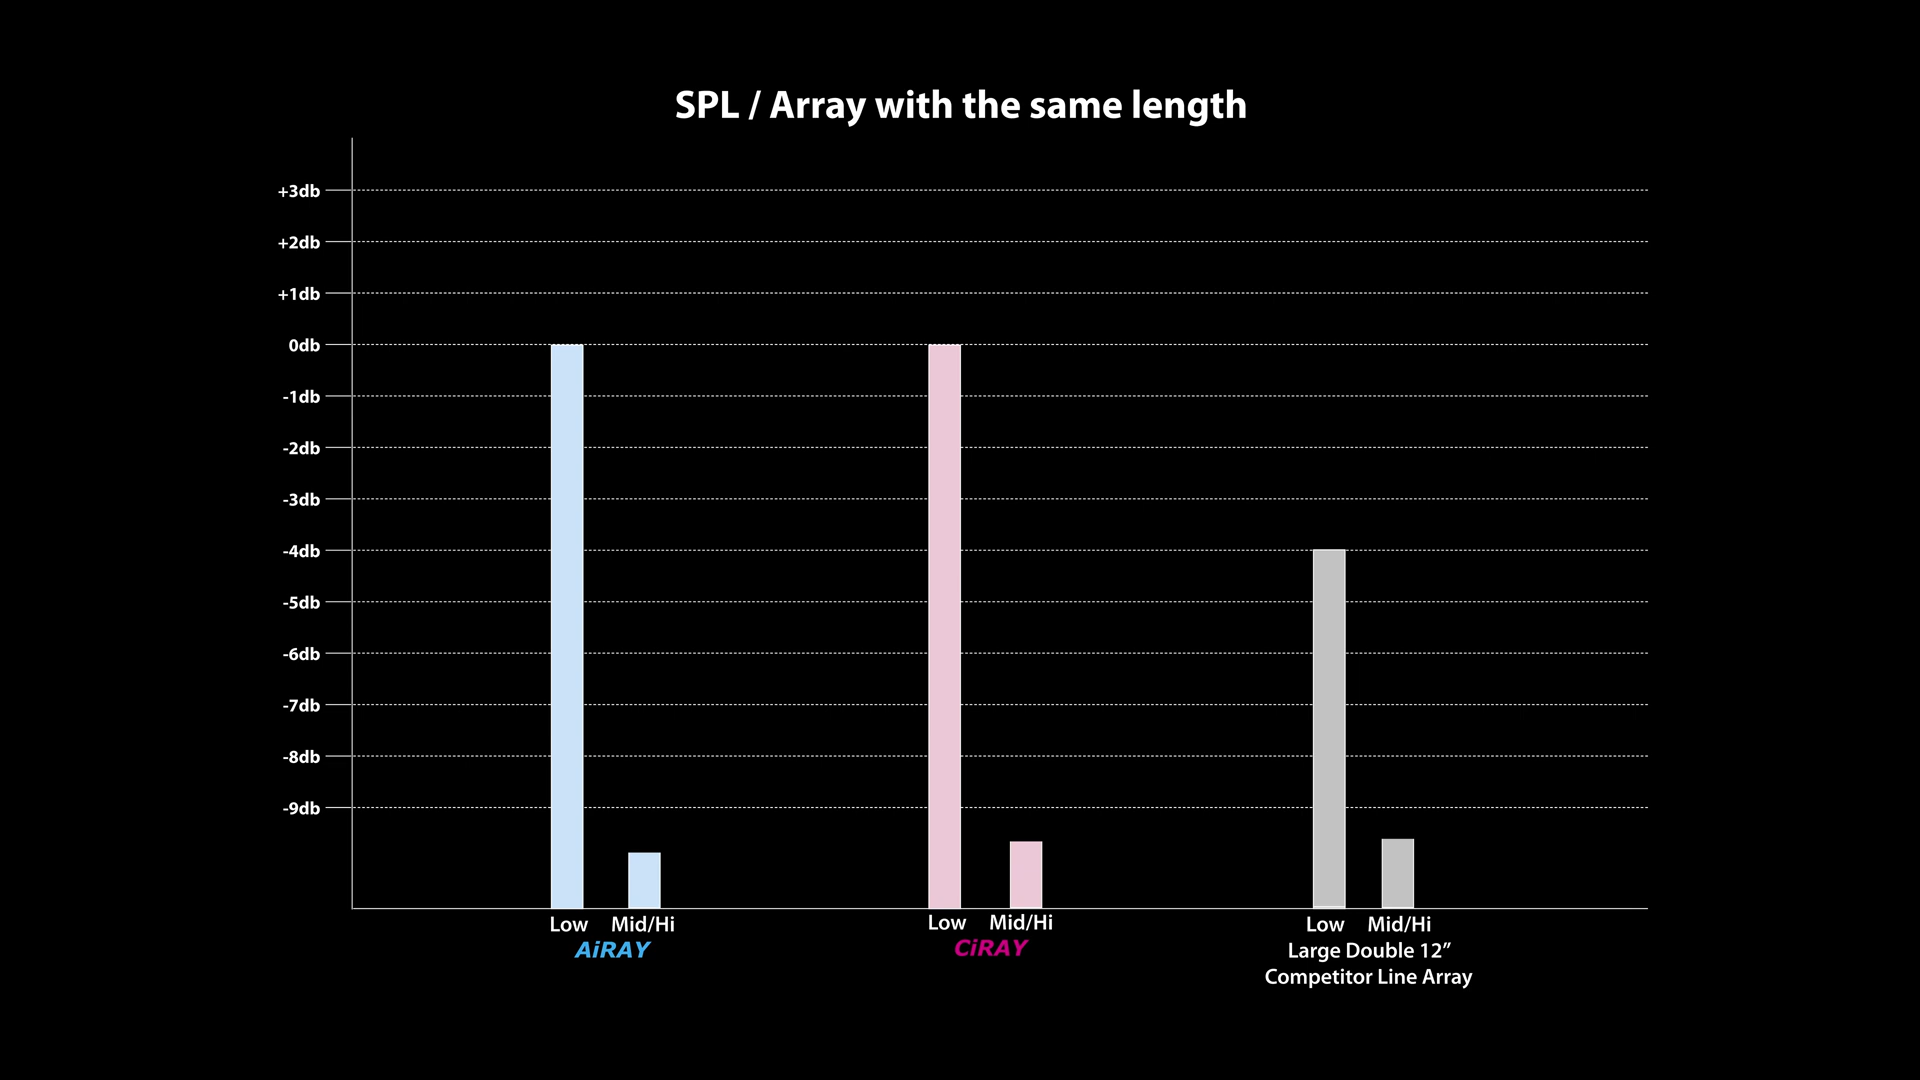 SPL / Array with the same length
+3db
+2db
+1db
0db
-1db
-2db
-3db
-4db
-5db
-6db
-7db
-8db
-9db
Low Mid/Hi
AiRAY
Low Mid/Hi
CiRAY
Low Mid/Hi
Large Double 12”
Competitor Line Array